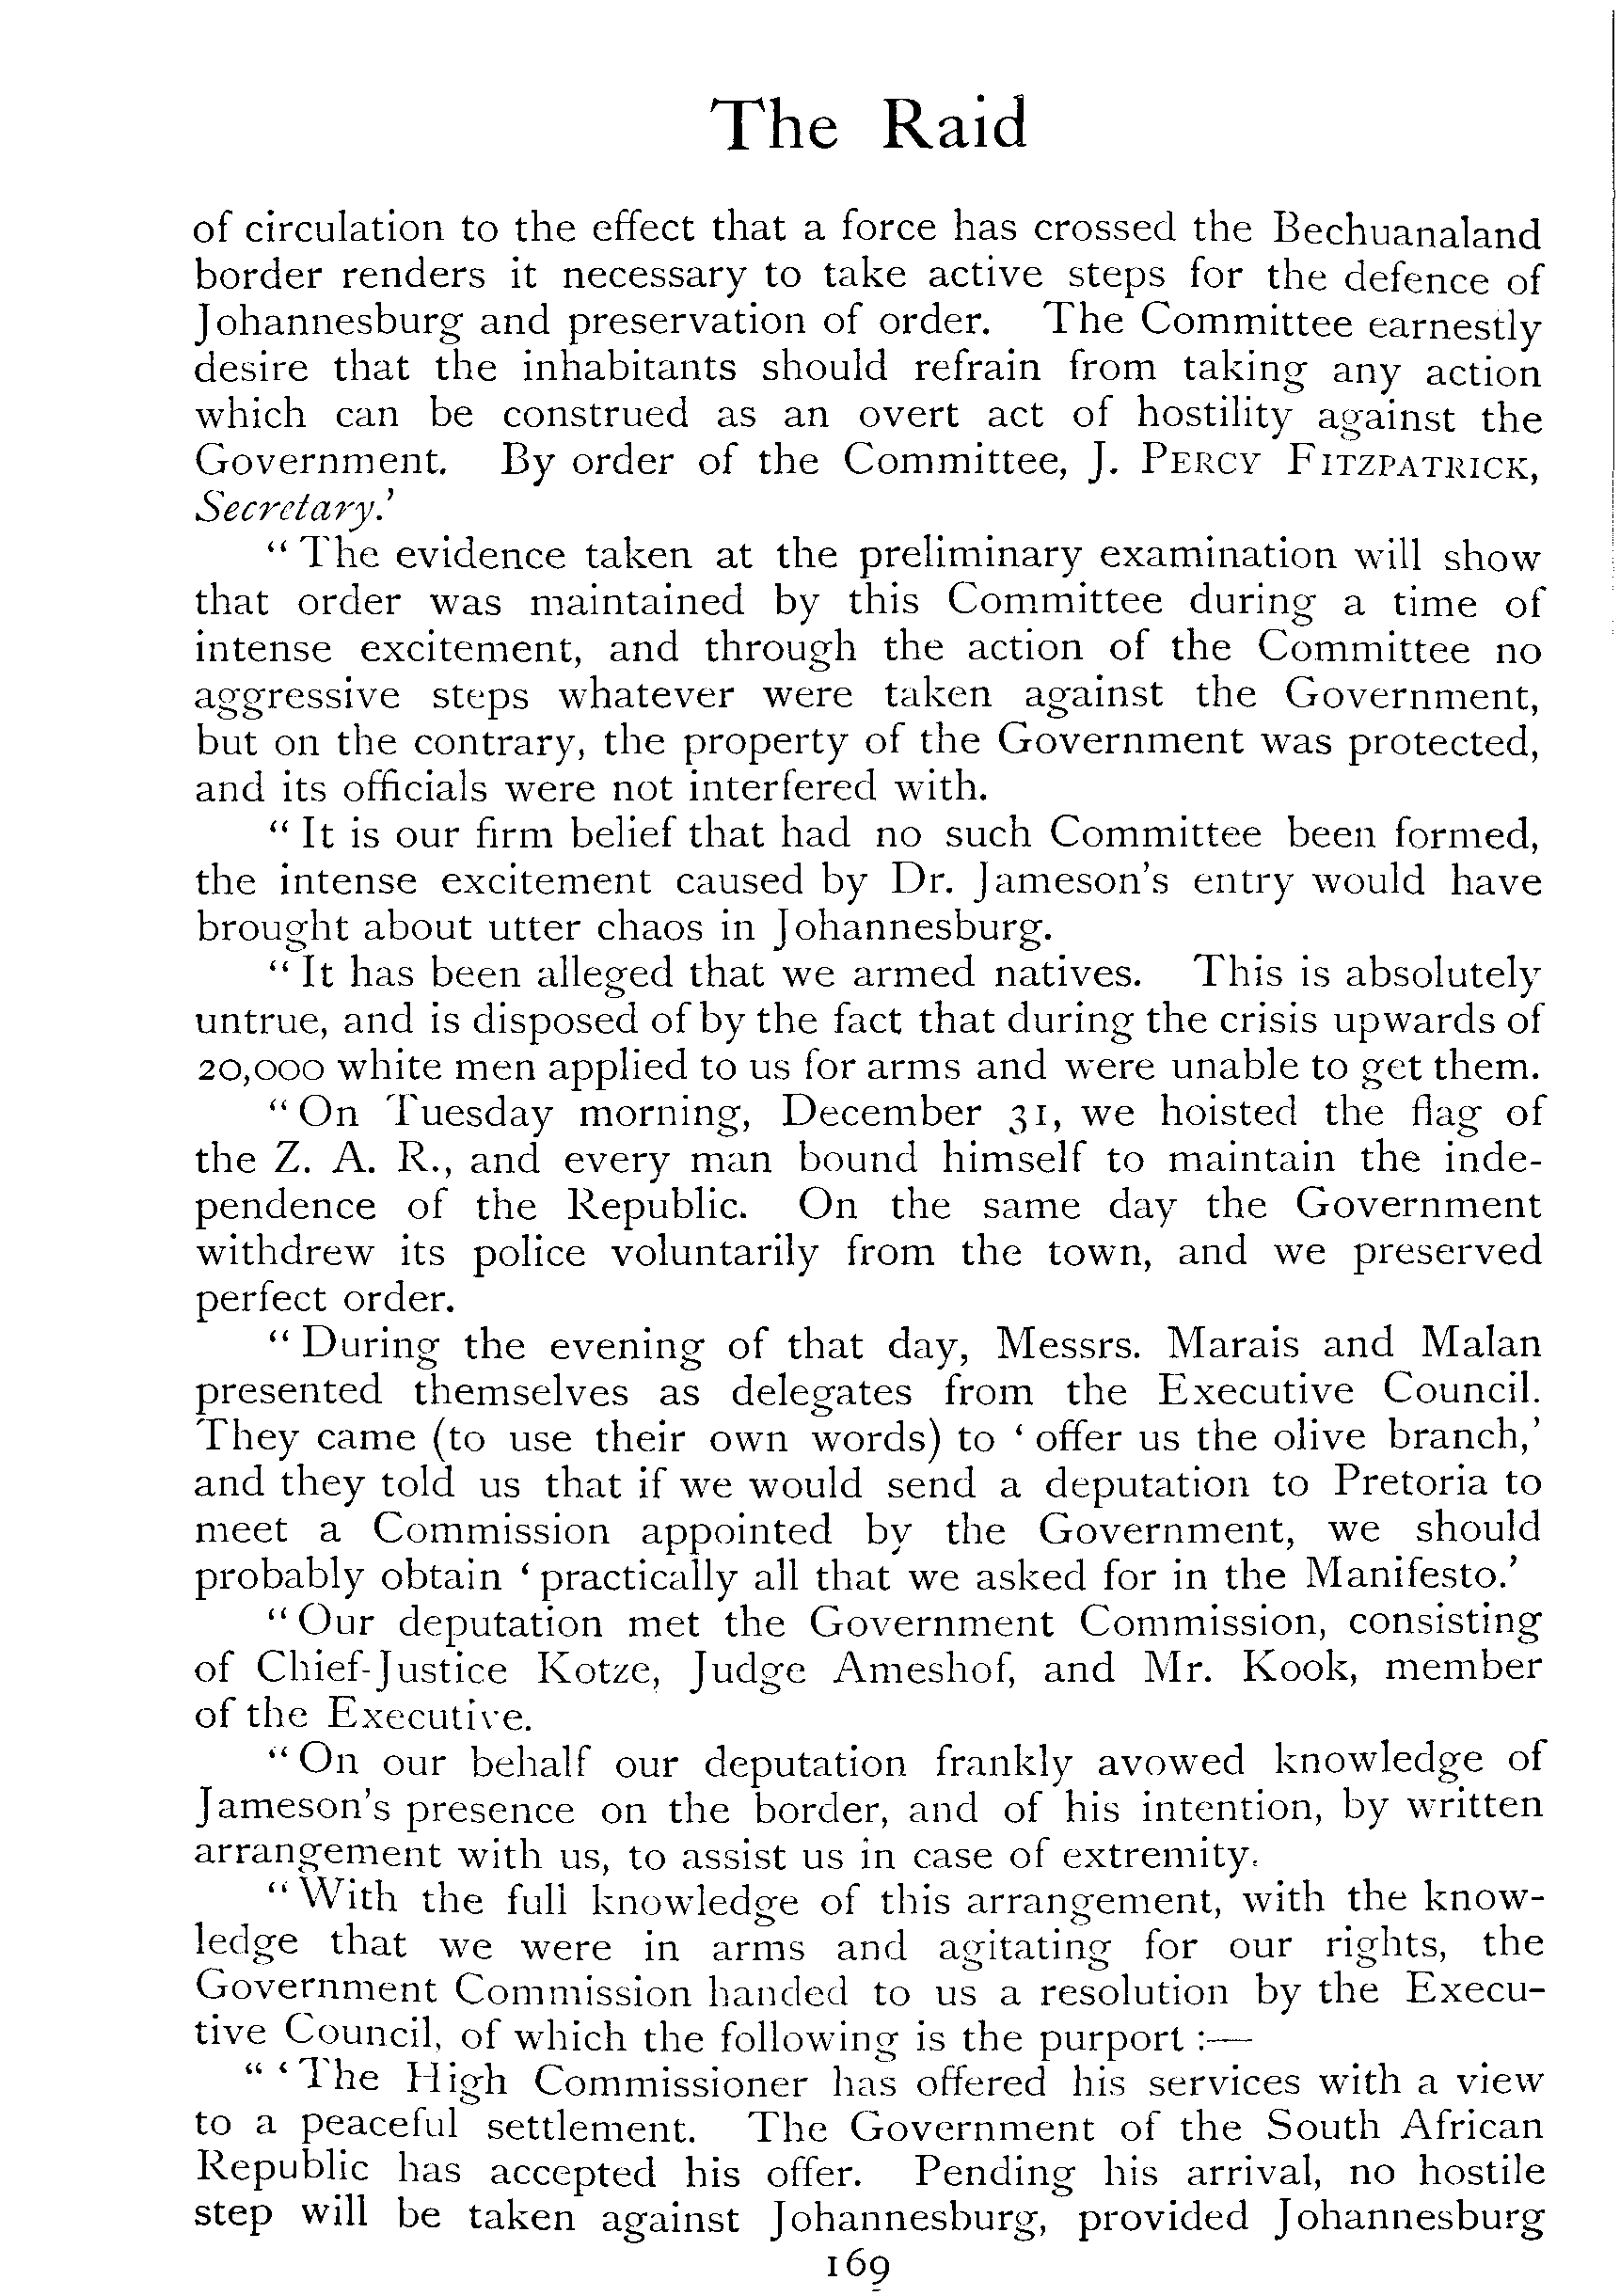 The Raid
of circulation to the effect that a force has crossed the Bechuanaland
border renders it necessary to take active steps for the defence of
Johannesburg and preservation of order. The Committee earnestly
desire that the inhabitants should refrain from taking any action
which can be construed as an overt act of hostility against the
Government. By order of the Committee, J. PERCY FITZPATRICK,
Secretary.'
“ The evidence taken at the preliminary examination will show
that order was maintained by this Committee during a time of
intense excitement, and through the action of the Committee no
aggressive steps whatever were taken against the Government,
but on the contrary, the property of the Government was protected,
and its officials were not interfered with.
“ It is our firm belief that had no such Committee been formed,
the intense excitement caused by Dr. Jameson's entry would have
brought about utter chaos in Johannesburg.
“ It has been alleged that we armed natives. This is absolutely
untrue, and is disposed of by the fact that during the crisis upwards of
20,000 white men applied to us for arms and were unable to get them.
“ On Tuesday morning, December 31, we hoisted the flag of
the Z. A. R., and every man bound himself to maintain the inde-
pendence of the Republic. On the same day the Government
withdrew its police voluntarily from the town, and we preserved
perfect order.
“ During the evening of that day, Messrs. Marais and Malan
presented themselves as delegates from the Executive Council.
They came (to use their own words) to ‘ offer us the olive branch,’
and they told us that if we would send a deputation to Pretoria to
meet a Commission appointed by the Government, we should
probably obtain ‘ practically all that we asked for in the Manifesto.’
“ Our deputation met the Government Commission, consisting
of Chief-Justice Kotze, Judge Ameshof, and Mr. Kook, member
of the Executive.
“ On our behalf our deputation frankly avowed knowledge of
Jameson's presence on the border, and of his intention, by written
arrangement with us, to assist us in case of extremity.
“ With the full knowledge of this arrangement, with the know-
ledge that we were in arms and agitating for our rights, the
Government Commission handed to us a resolution by the Execu-
tive Council, of which the following is the purport :—
“ ‘ The High Commissioner has offered his services with a view
to a peaceful settlement. The Government of the South African
Republic has accepted his offer. Pending his arrival, no hostile
step will be taken against Johannesburg, provided Johannesburg
169